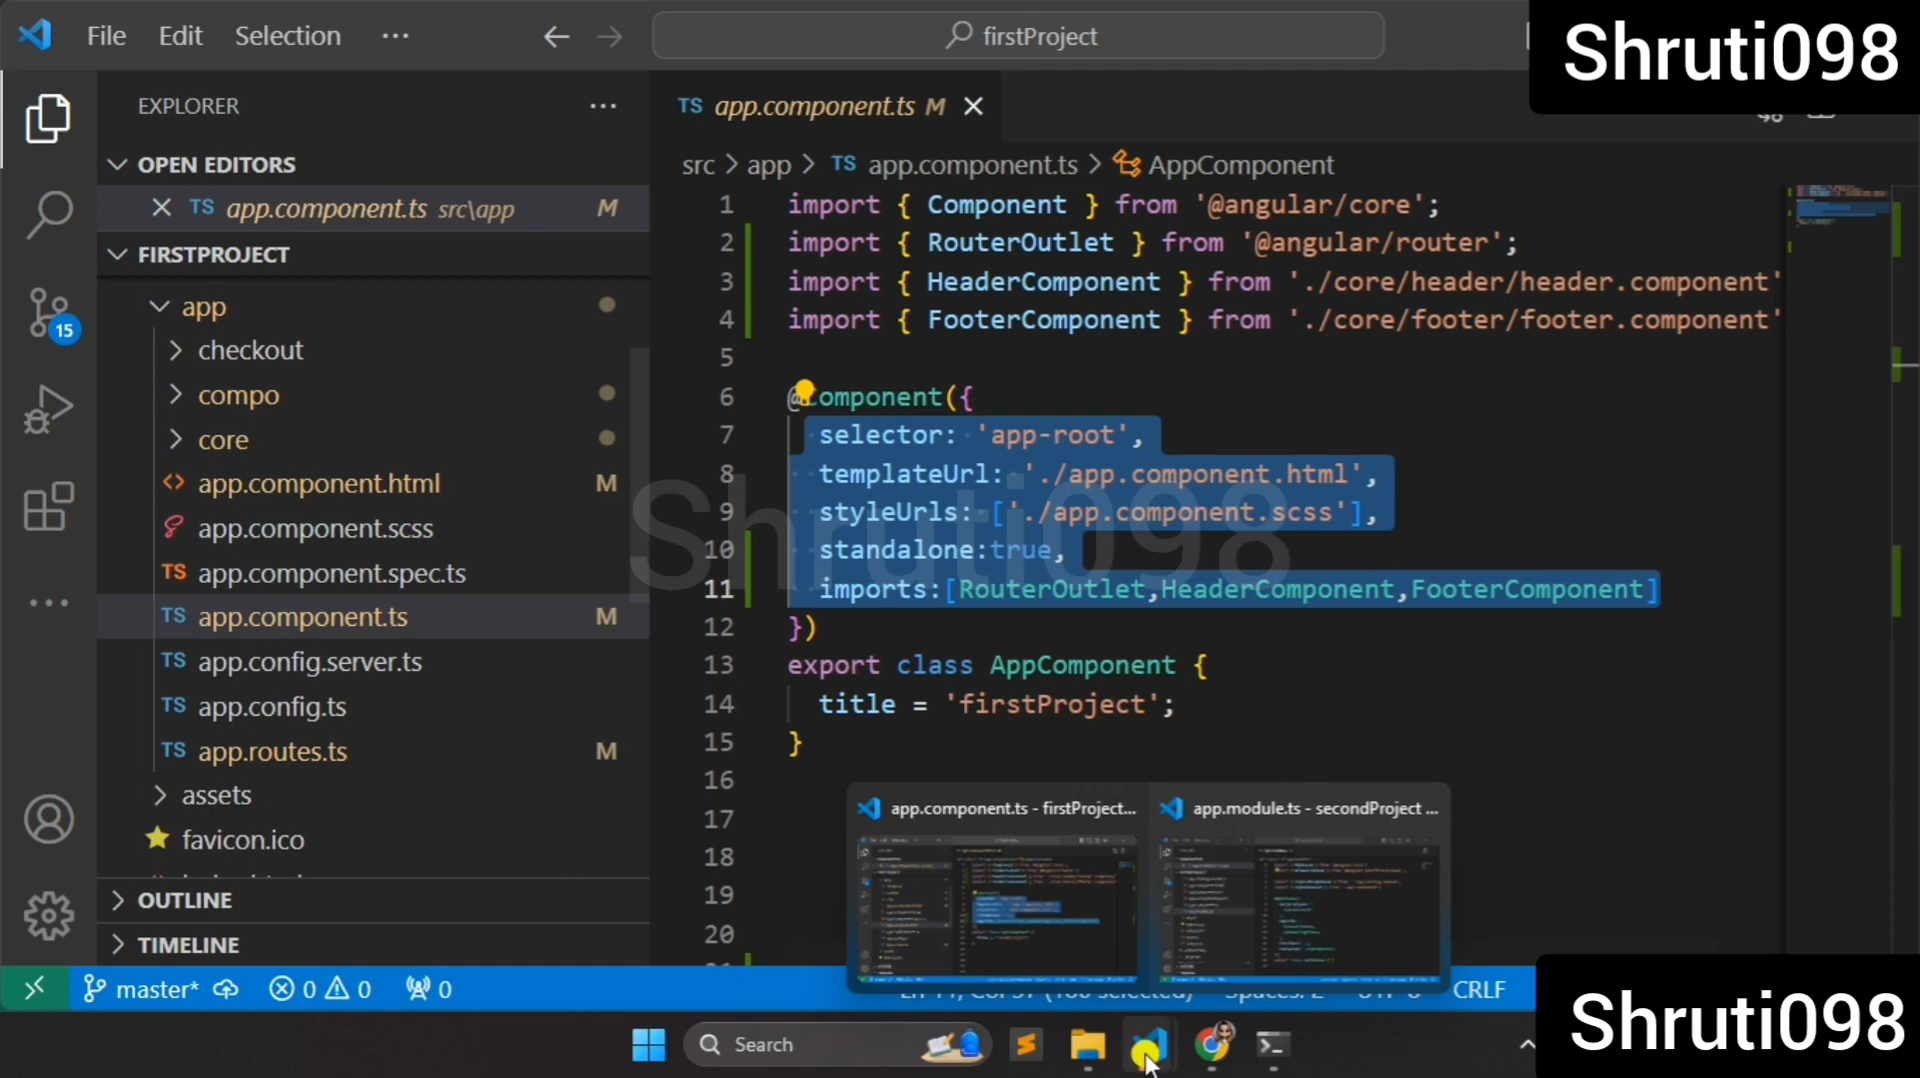 File Edit Selection ...
firstProject
Shruti098
EXPLORER ...
OPEN EDITORS
TS app.component.ts src\app M
FIRSTPROJECT
app
checkout
compo
core
<> app.component.html M
app.component.scss
TS app.component.spec.ts
TS app.component.ts M
TS app.config.server.ts
TS app.config.ts
TS app.routes.ts M
assets
favicon.ico
OUTLINE
TIMELINE
15
TS app.component.ts M
src > app > TS app.component.ts > AppComponent
1 import { Component } from '@angular/core';
2 import { RouterOutlet } from '@angular/router';
3 import { HeaderComponent } from './core/header/header.component'
4 import { FooterComponent } from './core/footer/footer.component'
5
6 @Component({
7 selector: 'app-root',
8 templateUrl: './app.component.html',
9 styleUrls: ['./app.component.scss'],
10 standalone:true,
11 imports:[RouterOutlet,HeaderComponent,FooterComponent]
12 })
13 export class AppComponent {
14 title = 'firstProject';
15 }
16
17
18
19
20
Shruti098
app.component.ts - firstProject...
app.module.ts - secondProject ...
master* 0 0 0
CRLF
Search
Shruti098